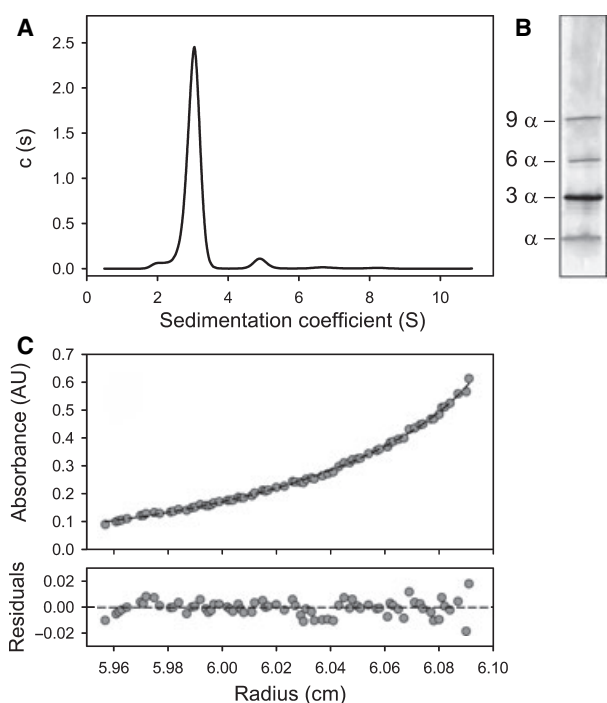 A
B
2.5
2.0
1.5
1.0
0.5
0.0
c (s)
0 2 4 6 8 10
Sedimentation coefficient (S)
9 α –
6 α –
3 α –
α –
C
0.7
0.6
0.5
0.4
0.3
0.2
0.1
0.0
Absorbance (AU)
0.02
0.00
−0.02
Residuals
5.96 5.98 6.00 6.02 6.04 6.06 6.08 6.10
Radius (cm)